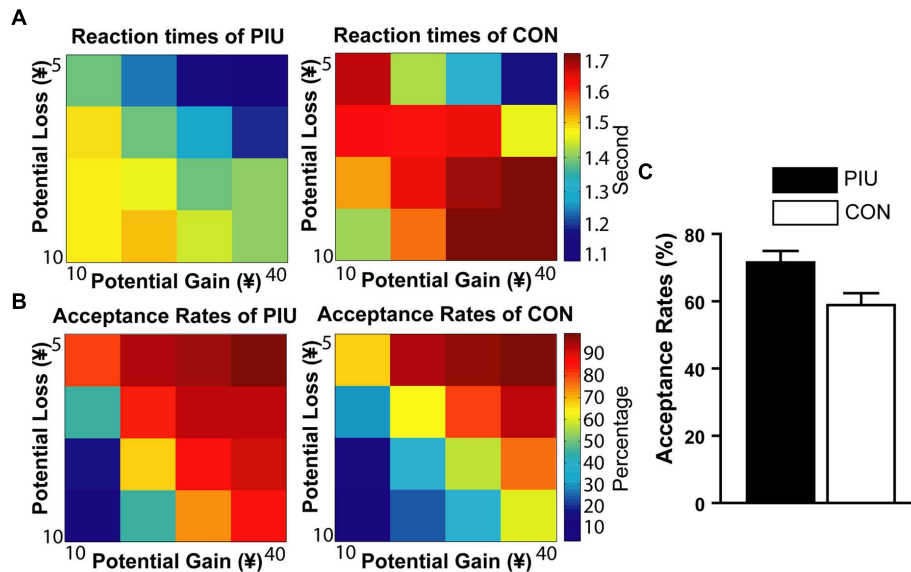 A
Reaction times of PIU
Reaction times of CON
Potential Loss (¥)
5
10
10
Potential Gain (¥)
40
Potential Loss (¥)
5
10
10
Potential Gain (¥)
40
1.7
1.6
1.5
1.4
1.3
1.2
1.1
Second
B
Acceptance Rates of PIU
Acceptance Rates of CON
Potential Loss (¥)
5
10
10
Potential Gain (¥)
40
Potential Loss (¥)
5
10
10
Potential Gain (¥)
40
90
80
70
60
50
40
30
20
10
Percentage
C
PIU
CON
Acceptance Rates (%)
80
60
40
20
0